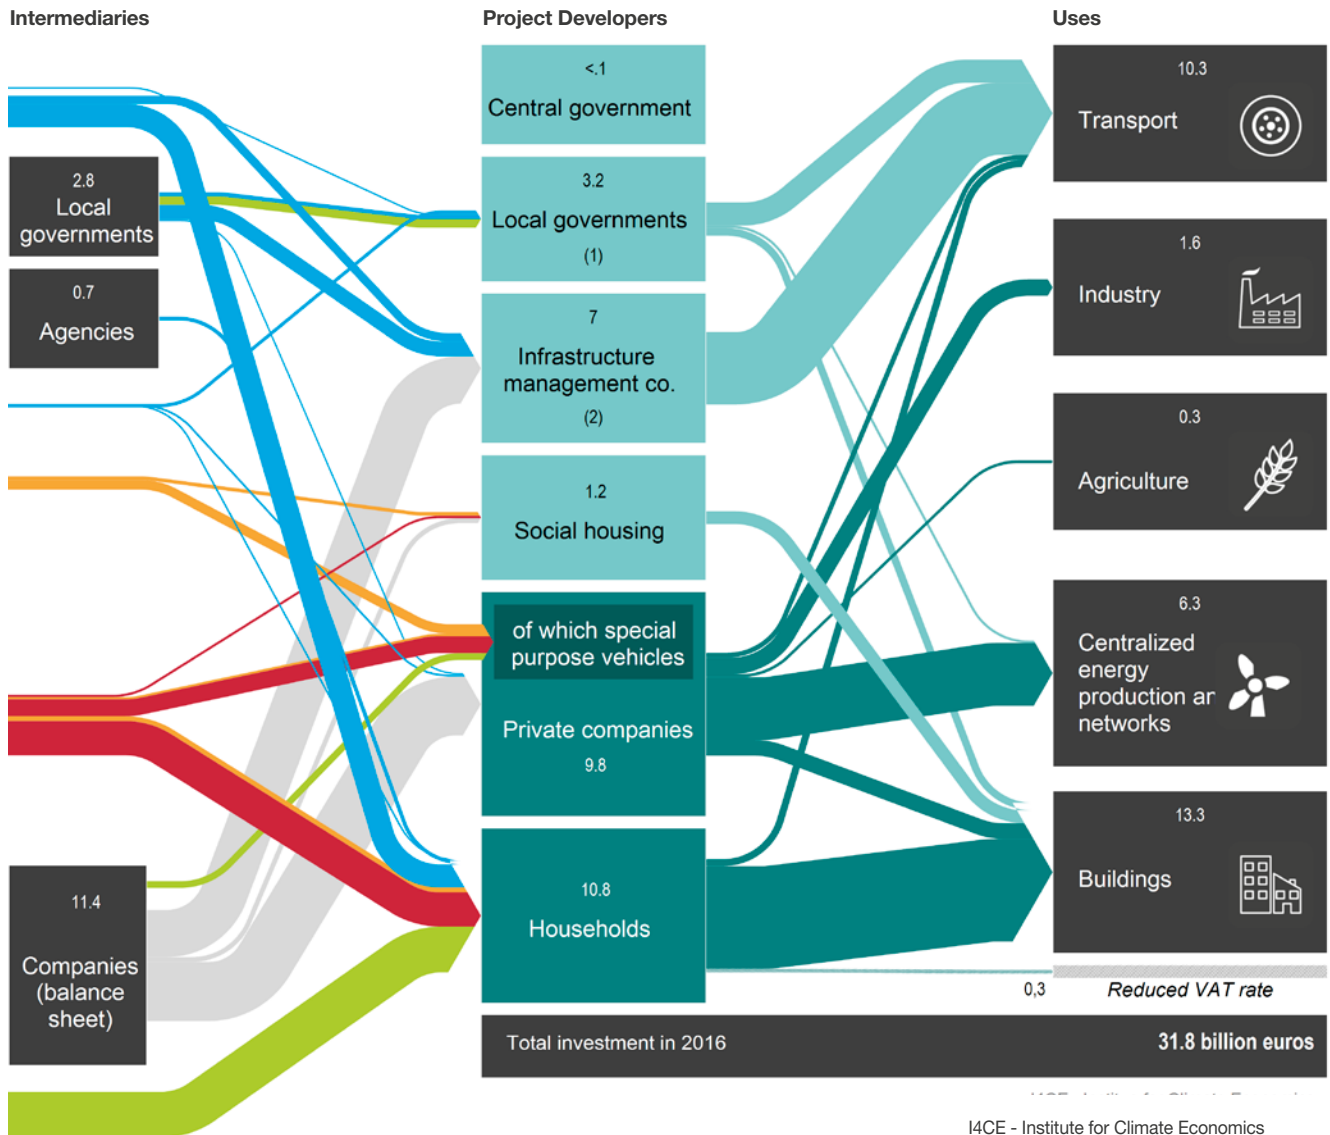 Intermediaries
Project Developers
Uses
<.1
Central government
10.3
Transport
2.8
Local
governments
3.2
Local governments
(1)
1.6
Industry
0.7
Agencies
7
Infrastructure
management co.
(2)
0.3
Agriculture
1.2
Social housing
6.3
Centralized
energy
production ar
networks
of which special
purpose vehicles
Private companies
9.8
13.3
Buildings
11.4
Companies
(balance
sheet)
10.8
Households
0,3
Reduced VAT rate
Total investment in 2016
31.8 billion euros
I4CE - Institute for Climate Economics